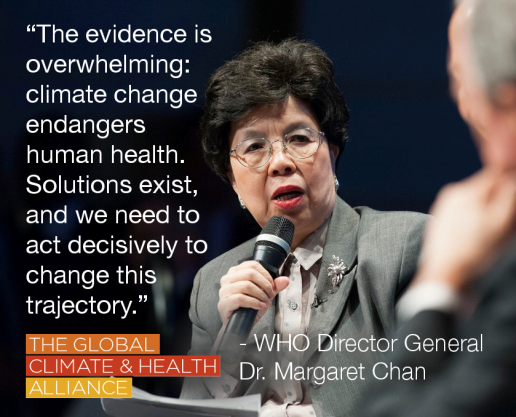 “The evidence is
overwhelming:
climate change
endangers
human health.
Solutions exist,
and we need to
act decisively to
change this
trajectory.”
THE GLOBAL
CLIMATE & HEALTH
ALLIANCE
- WHO Director General
Dr. Margaret Chan